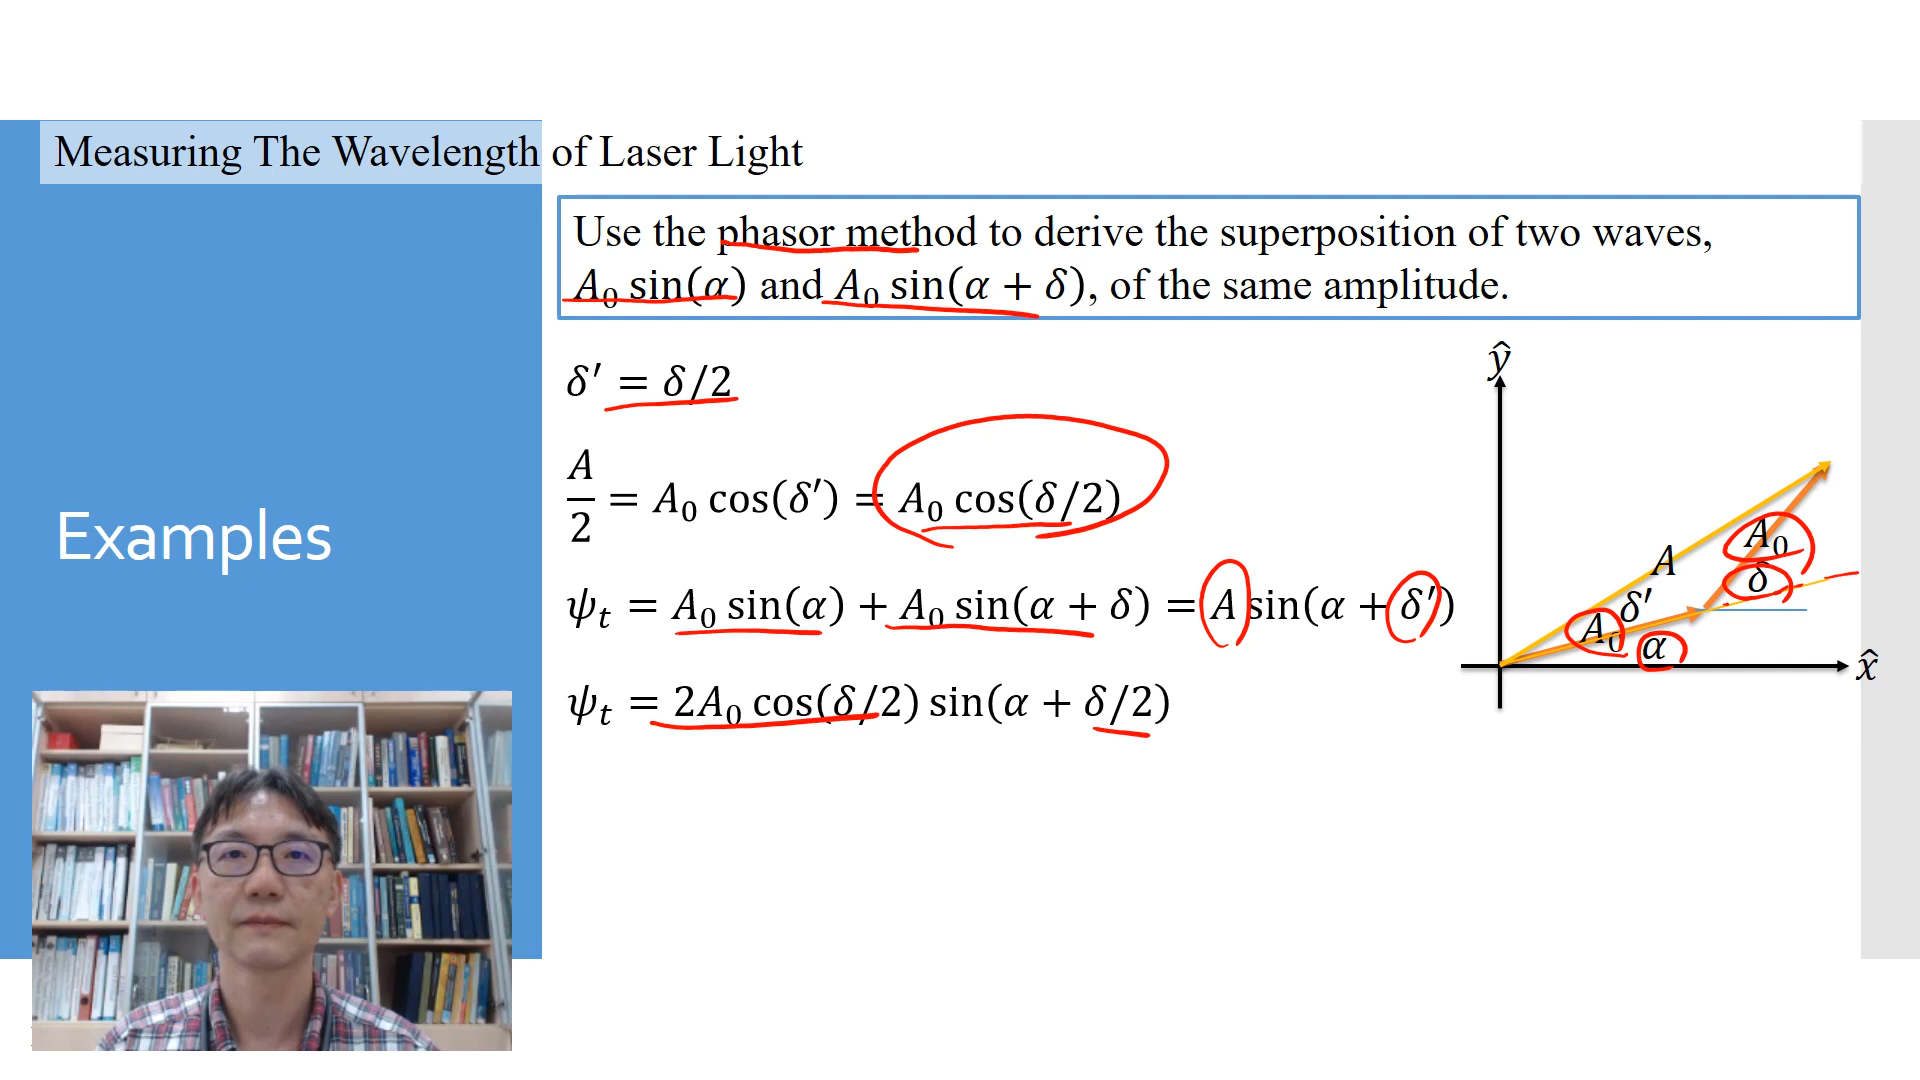 Measuring The Wavelength of Laser Light
Use the phasor method to derive the superposition of two waves,
A₀ sin(α) and A₀ sin(α + δ), of the same amplitude.
δ′ = δ/2
A/2 = A₀ cos(δ′) = A₀ cos(δ/2)
ψₜ = A₀ sin(α) + A₀ sin(α + δ) = A sin(α + δ′)
ψₜ = 2A₀ cos(δ/2) sin(α + δ/2)
Examples
ŷ
A
A₀
δ
δ′
A₀
α
x̂